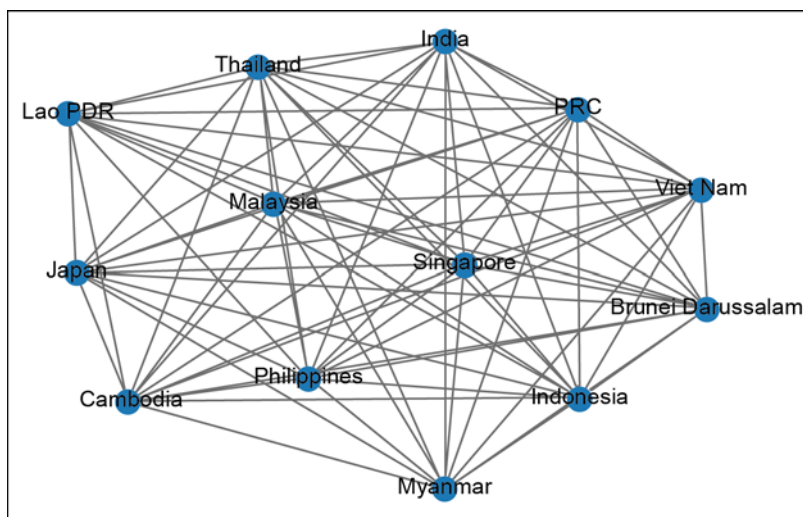 India
Thailand
Lao PDR
PRC
Viet Nam
Malaysia
Singapore
Japan
Brunei Darussalam
Philippines
Cambodia
Indonesia
Myanmar